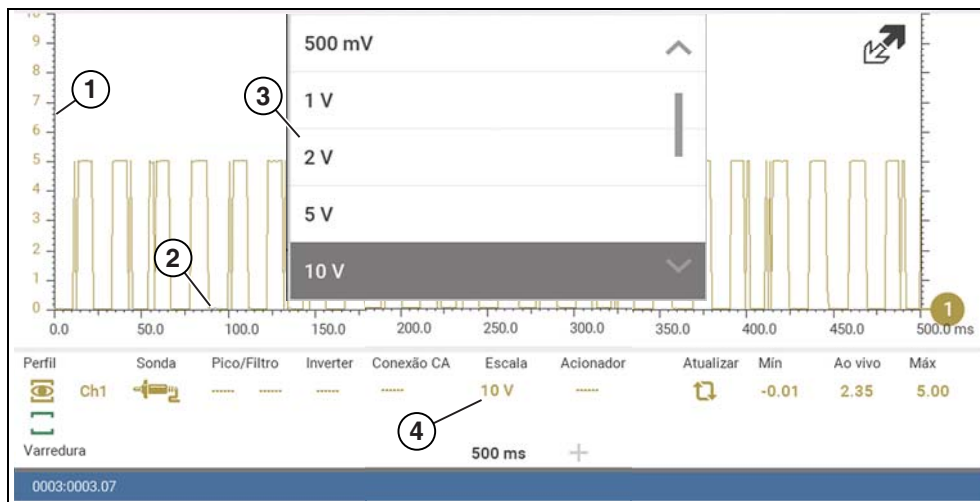 10
9
8
7
6
5
4
3
2
1
0
500 mV
1 V
2 V
5 V
10 V
1
2
3
1
0.0 50.0 100.0 150.0 200.0 250.0 300.0 350.0 400.0 450.0 500.0 ms
Perfil Sonda Pico/Filtro Inverter Conexão CA Escala Acionador Atualizar Mín Ao vivo Máx
Ch1 ----- ----- ----- ----- 10 V ----- -0.01 2.35 5.00
4
Varredura 500 ms +
0003:0003.07